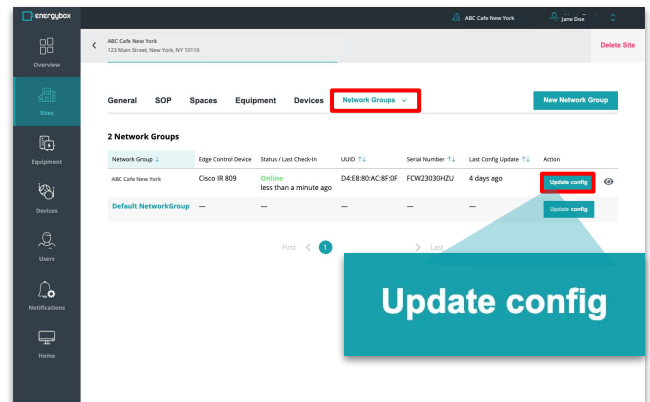 energybox
ABC Cafe New York
Jane Doe
Overview
Sites
Equipment
Devices
Users
Notifications
Home
ABC Cafe New York
123 Main Street, New York, NY 10110
Delete Site
General SOP Spaces Equipment Devices Network Groups
New Network Group
2 Network Groups
Network Group ↓ Edge Control Device Status / Last Check-In UUID ↑↓ Serial Number ↑↓ Last Config Update ↑↓ Action
ABC Cafe New York Cisco IR 809 Online D4:E8:80:AC:8F:0F FCW23030HZU 4 days ago Update config
less than a minute ago
Default NetworkGroup — — — — — Update config
First < 1 > Last
Update config